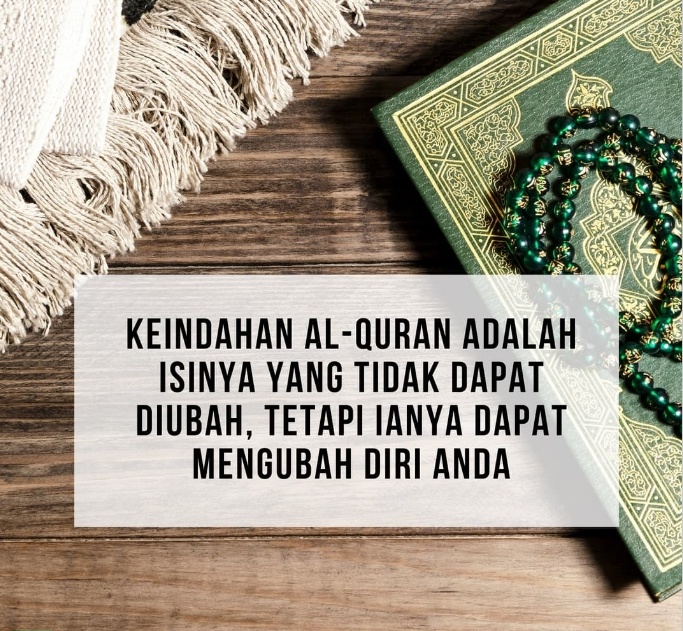 KEINDAHAN AL-QURAN ADALAH
ISINYA YANG TIDAK DAPAT
DIUBAH, TETAPI IANYA DAPAT
MENGUBAH DIRI ANDA